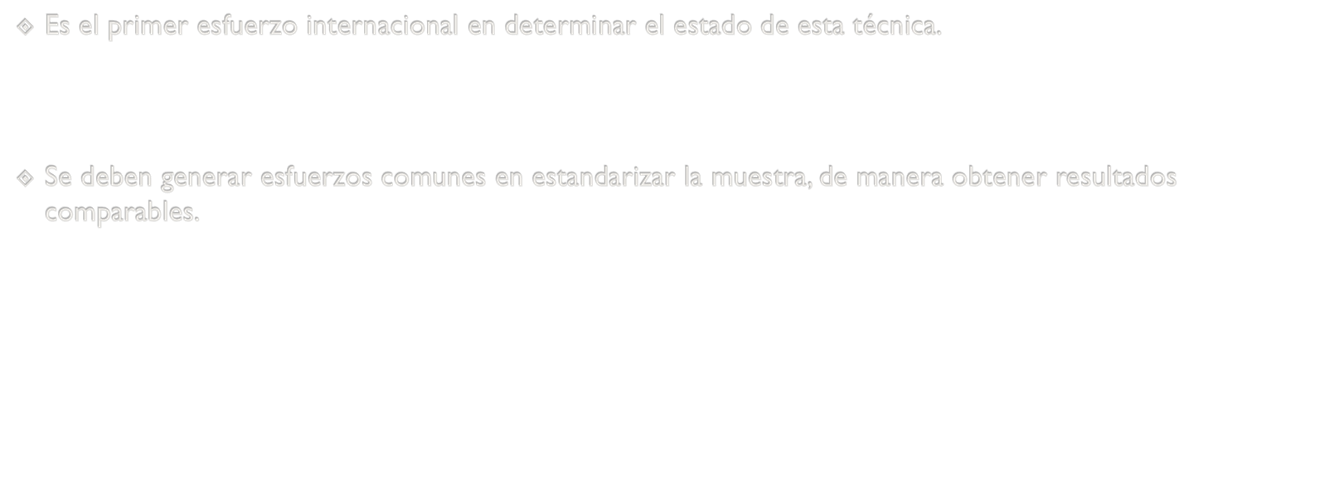 Es el primer esfuerzo internacional en determinar el estado de esta técnica.
Se deben generar esfuerzos comunes en estandarizar la muestra, de manera obtener resultados
comparables.